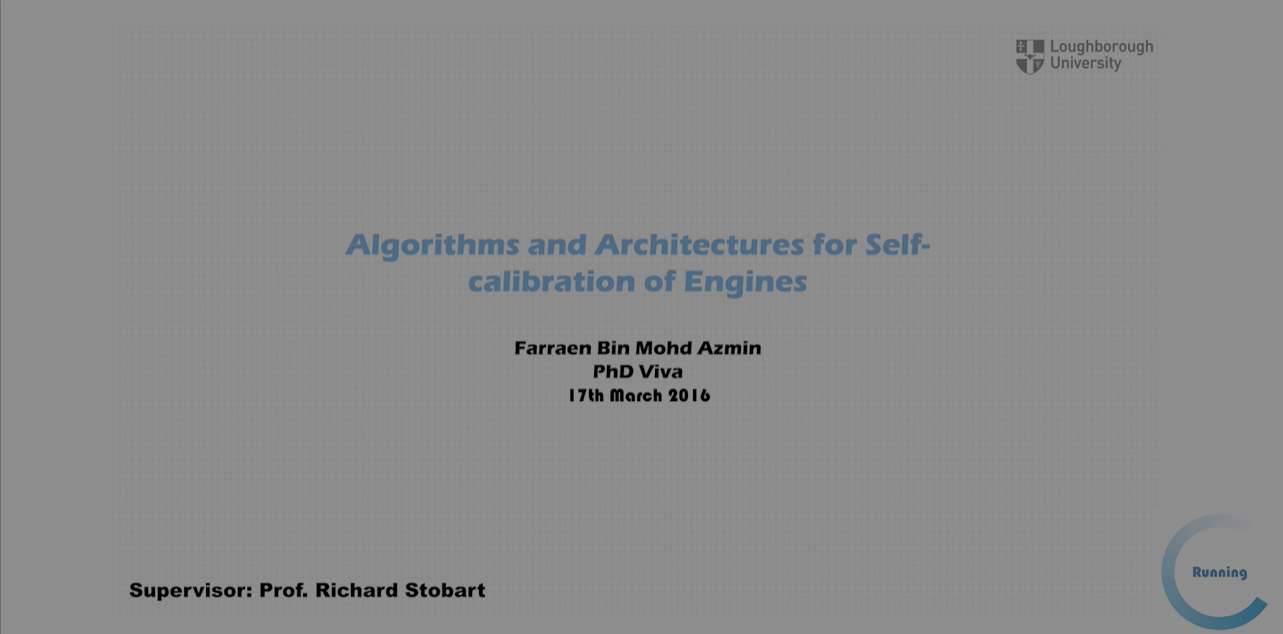 Loughborough
University
Algorithms and Architectures for Self-
calibration of Engines
Farraen Bin Mohd Azmin
PhD Viva
17th March 2016
Supervisor: Prof. Richard Stobart
Running